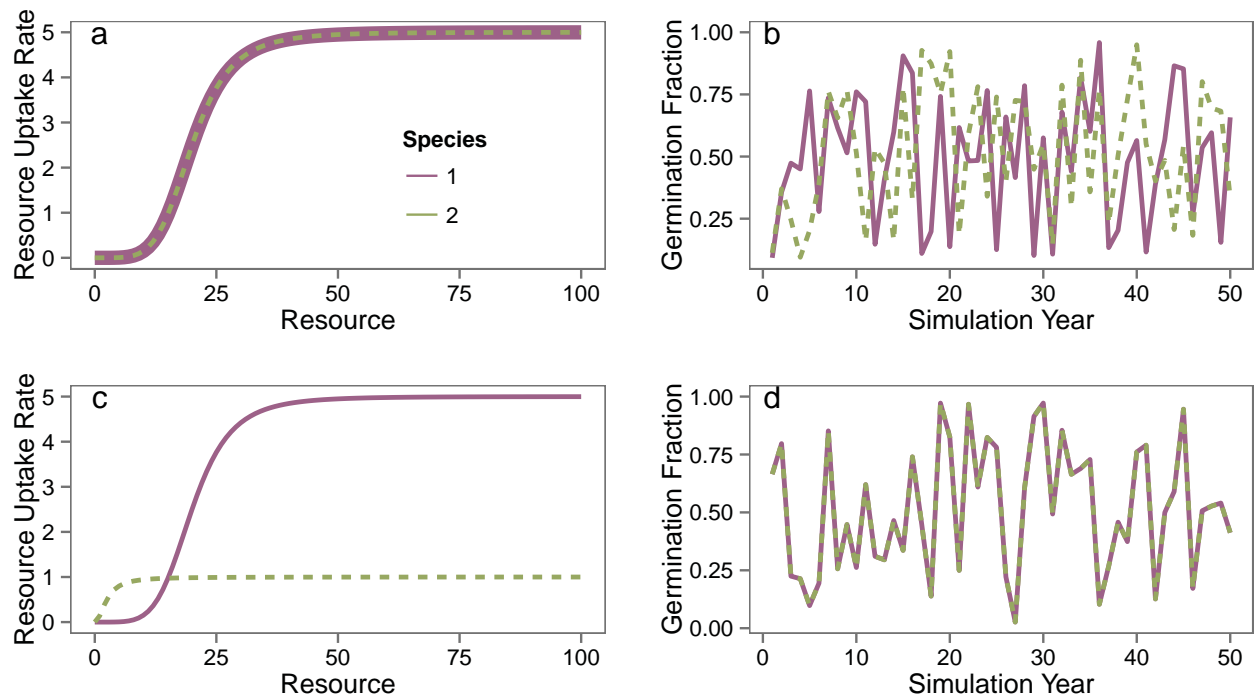 a
Resource Uptake Rate
5
4
3
2
1
0
0 25 50 75 100
Resource
Species
1
2
b
Germination Fraction
1.00
0.75
0.50
0.25
0 10 20 30 40 50
Simulation Year
c
Resource Uptake Rate
5
4
3
2
1
0
0 25 50 75 100
Resource
d
Germination Fraction
1.00
0.75
0.50
0.25
0.00
0 10 20 30 40 50
Simulation Year